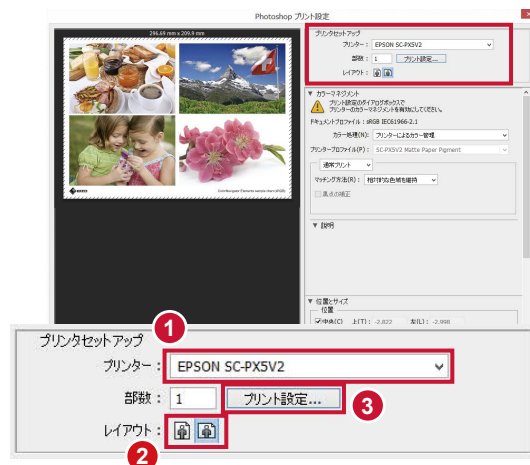 Photoshop プリント設定
296.69 mm x 209.9 mm
プリンタセットアップ
プリンター： EPSON SC-PX5V2
部数： 1 プリント設定...
レイアウト：
▼ カラーマネジメント
プリント設定のダイアログボックスで
プリンターのカラーマネジメントを有効にしてください。
ドキュメントプロファイル：sRGB IEC61966-2.1
カラー処理(N)： プリンターによるカラー管理
プリンタープロファイル(P)： SC-PX5V2 Matte Paper Pigment
通常プリント
マッチング方法(R)： 相対的な色域を維持
黒点の補正
▼ 説明
▼ 位置とサイズ
位置
中央(C) 上(T)： -2.822 左(L)： -2.998
1
プリンタセットアップ
プリンター： EPSON SC-PX5V2
部数： 1 プリント設定...
3
レイアウト：
2